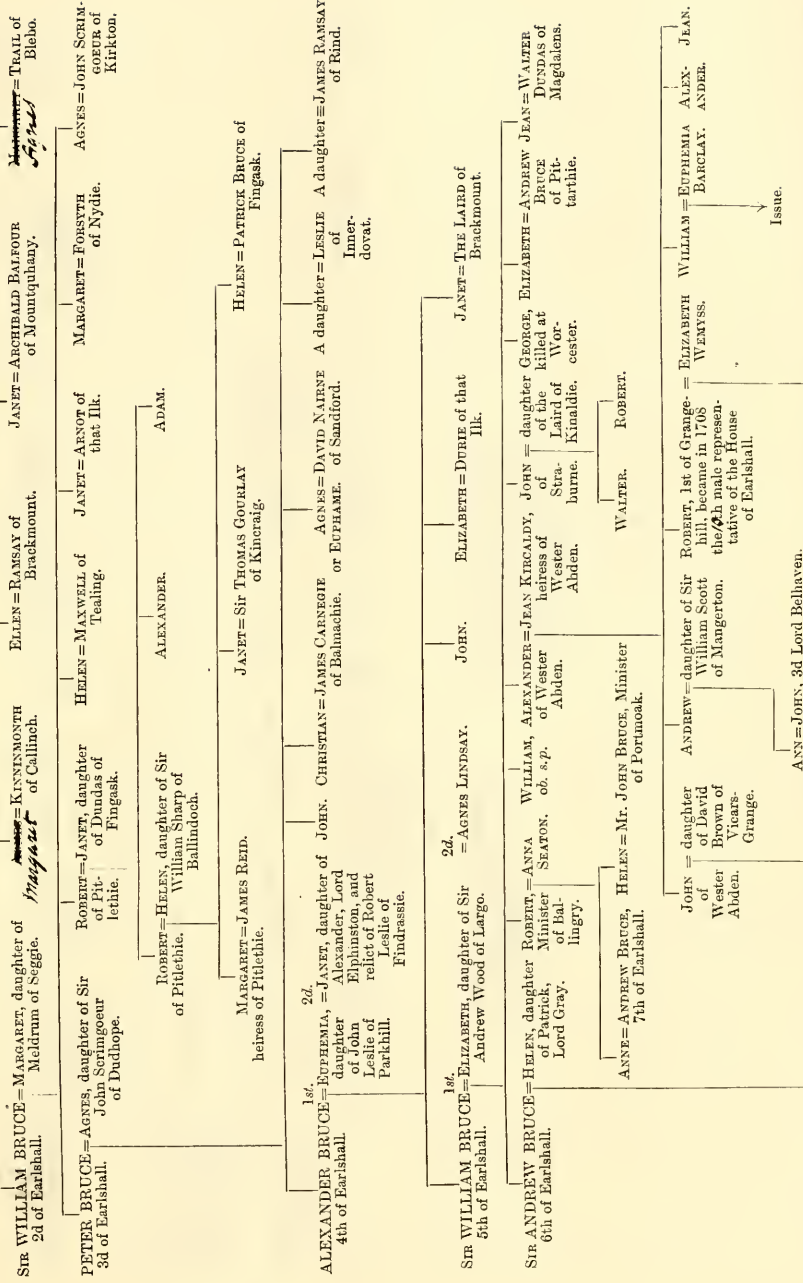 SIR WILLIAM BRUCE=MARGARET, daughter of
2d of Earlshall. Meldrum of Seggie.
Margaret =KINNINMONTH
of Callinch.
ELLEN=RAMSAY of
Brackmount.
JANET=ARCHIBALD BALFOUR
of Mountquhany.
MARGARET=TRAIL of
Agnes Blebo.
PETER BRUCE=AGNES, daughter of Sir
3d of Earlshall. John Scrimgoeur
of Dudhope.
ROBERT=JANET, daughter
of Pit- of Dundas of
lethie. Fingask.
HELEN=MAXWELL of
Tealing.
JANET=ARNOT of
that Ilk.
MARGARET=FORSYTH
of Nydie.
AGNES=JOHN SCRIM-
GOEUR of
Kirkton.
ROBERT=HELEN, daughter of Sir
of Pitlethie. William Sharp of
Ballindoch.
ALEXANDER.
ADAM.
MARGARET=JAMES REID.
heiress of Pitlethie.
JANET=Sir THOMAS GOURLAY
of Kincraig.
HELEN=PATRICK BRUCE of
Fingask.
1st. 2d.
ALEXANDER BRUCE=EUPHEMIA, =JANET, daughter of
4th of Earlshall. daughter Alexander, Lord
of John Elphinston, and
Leslie of relict of Robert
Parkhill. Leslie of
Findrassie.
JOHN.
CHRISTIAN=JAMES CARNEGIE
of Balmachie.
AGNES=DAVID NAIRNE
or EUPHAME. of Sandford.
A daughter=LESLIE
of
Inner-
dovat.
A daughter=JAMES RAMSAY
of Rind.
1st. 2d.
SIR WILLIAM BRUCE=ELIZABETH, daughter of Sir =AGNES LINDSAY.
5th of Earlshall. Andrew Wood of Largo.
JOHN.
ELIZABETH=DURIE of that
Ilk.
JANET=THE LAIRD of
Brackmount.
SIR ANDREW BRUCE=HELEN, daughter
6th of Earlshall. of Patrick,
Lord Gray.
ROBERT,=ANNA
Minister SEATON.
of Bal-
lingry.
WILLIAM,
ob. s.p.
ALEXANDER=JEAN KIRCALDY,
of Wester heiress of
Abden. Wester
Abden.
JOHN = daughter
of of the
Stra- Laird of
burne. Kinaldie.
GEORGE,
killed at
Wor-
cester.
ELIZABETH=ANDREW
BRUCE
of Pit-
tarthie.
JEAN=WALTER
DUNDAS of
Magdalens.
ANNE=ANDREW BRUCE,
7th of Earlshall.
HELEN=Mr. JOHN BRUCE, Minister
of Portmoak.
WALTER.
ROBERT.
JOHN = daughter
of of David
Wester Brown of
Abden. Vicars-
Grange.
ANDREW=daughter of Sir
William Scott
of Mangerton.
ROBERT, 1st of Grange- = ELIZABETH
hill, became in 1708 WEMYSS.
the 10th male represen-
tative of the House
of Earlshall.
WILLIAM=EUPHEMIA
BARCLAY.
Issue.
ALEX-
ANDER.
JEAN.
ANN=JOHN, 3d Lord Belhaven.